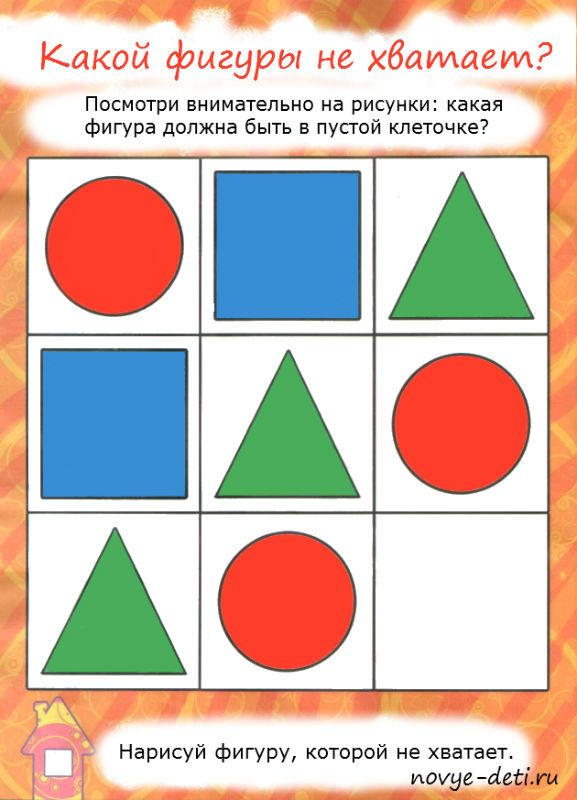 Какой фигуры не хватает?
Посмотри внимательно на рисунки: какая
фигура должна быть в пустой клеточке?
Нарисуй фигуру, которой не хватает.
novye-deti.ru